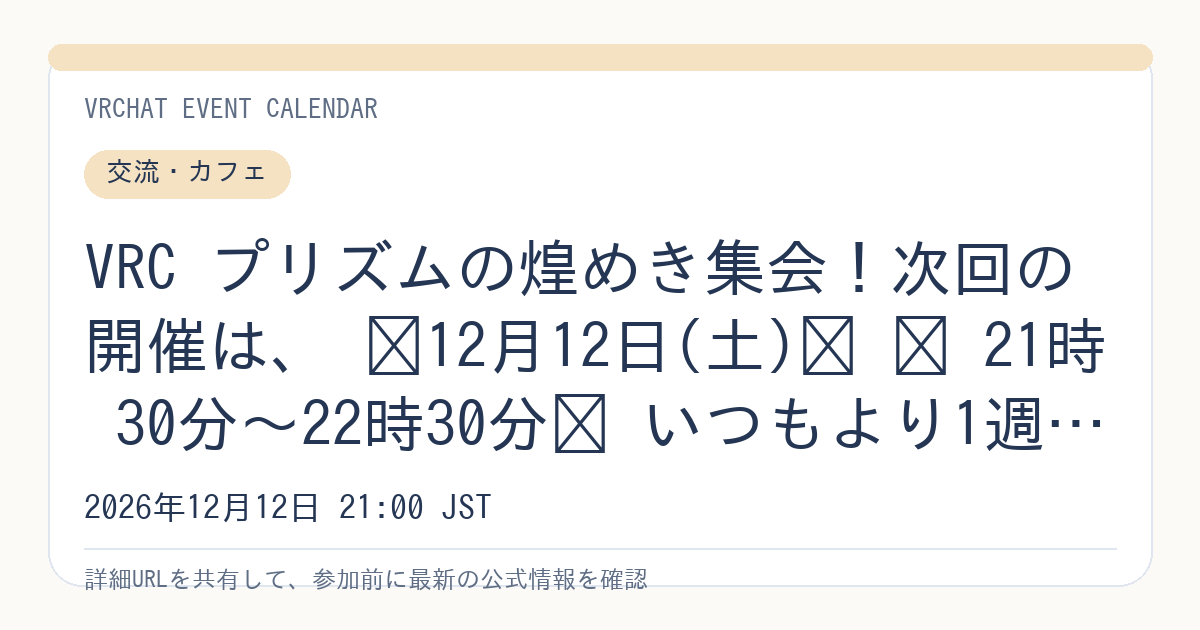 VRCHAT EVENT CALENDAR
交流・カフェ
VRC プリズムの煌めき集会！次回の
開催は、 12月12日(土) 21時
30分～22時30分 いつもより1週…
2026年12月12日 21:00 JST
詳細URLを共有して、参加前に最新の公式情報を確認